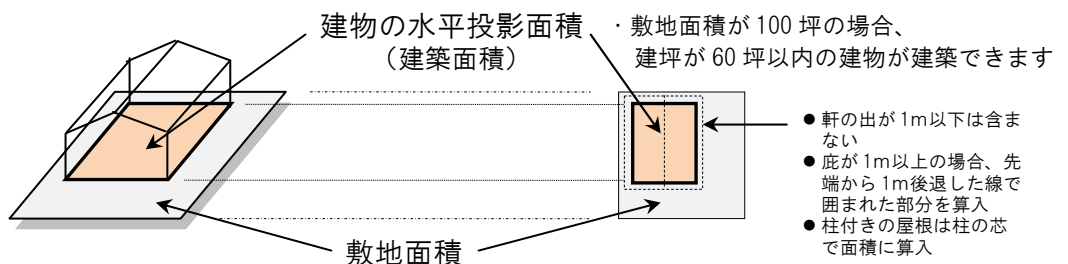 建物の水平投影面積
（建築面積）
・敷地面積が 100 坪の場合、
建坪が 60 坪以内の建物が建築できます
● 軒の出が 1m以下は含ま
ない
● 庇が 1m以上の場合、先
端から 1m後退した線で
囲まれた部分を算入
● 柱付きの屋根は柱の芯
で面積に算入
敷地面積